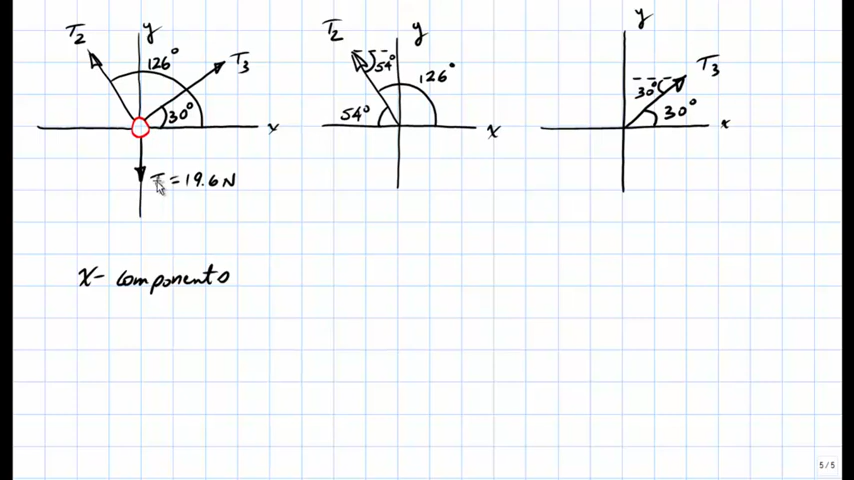 T2 y 126° T3 30° x
T = 19.6 N
T2 y 54° 126° 54° x
y T3 30° 30° x
x- components
5 / 5